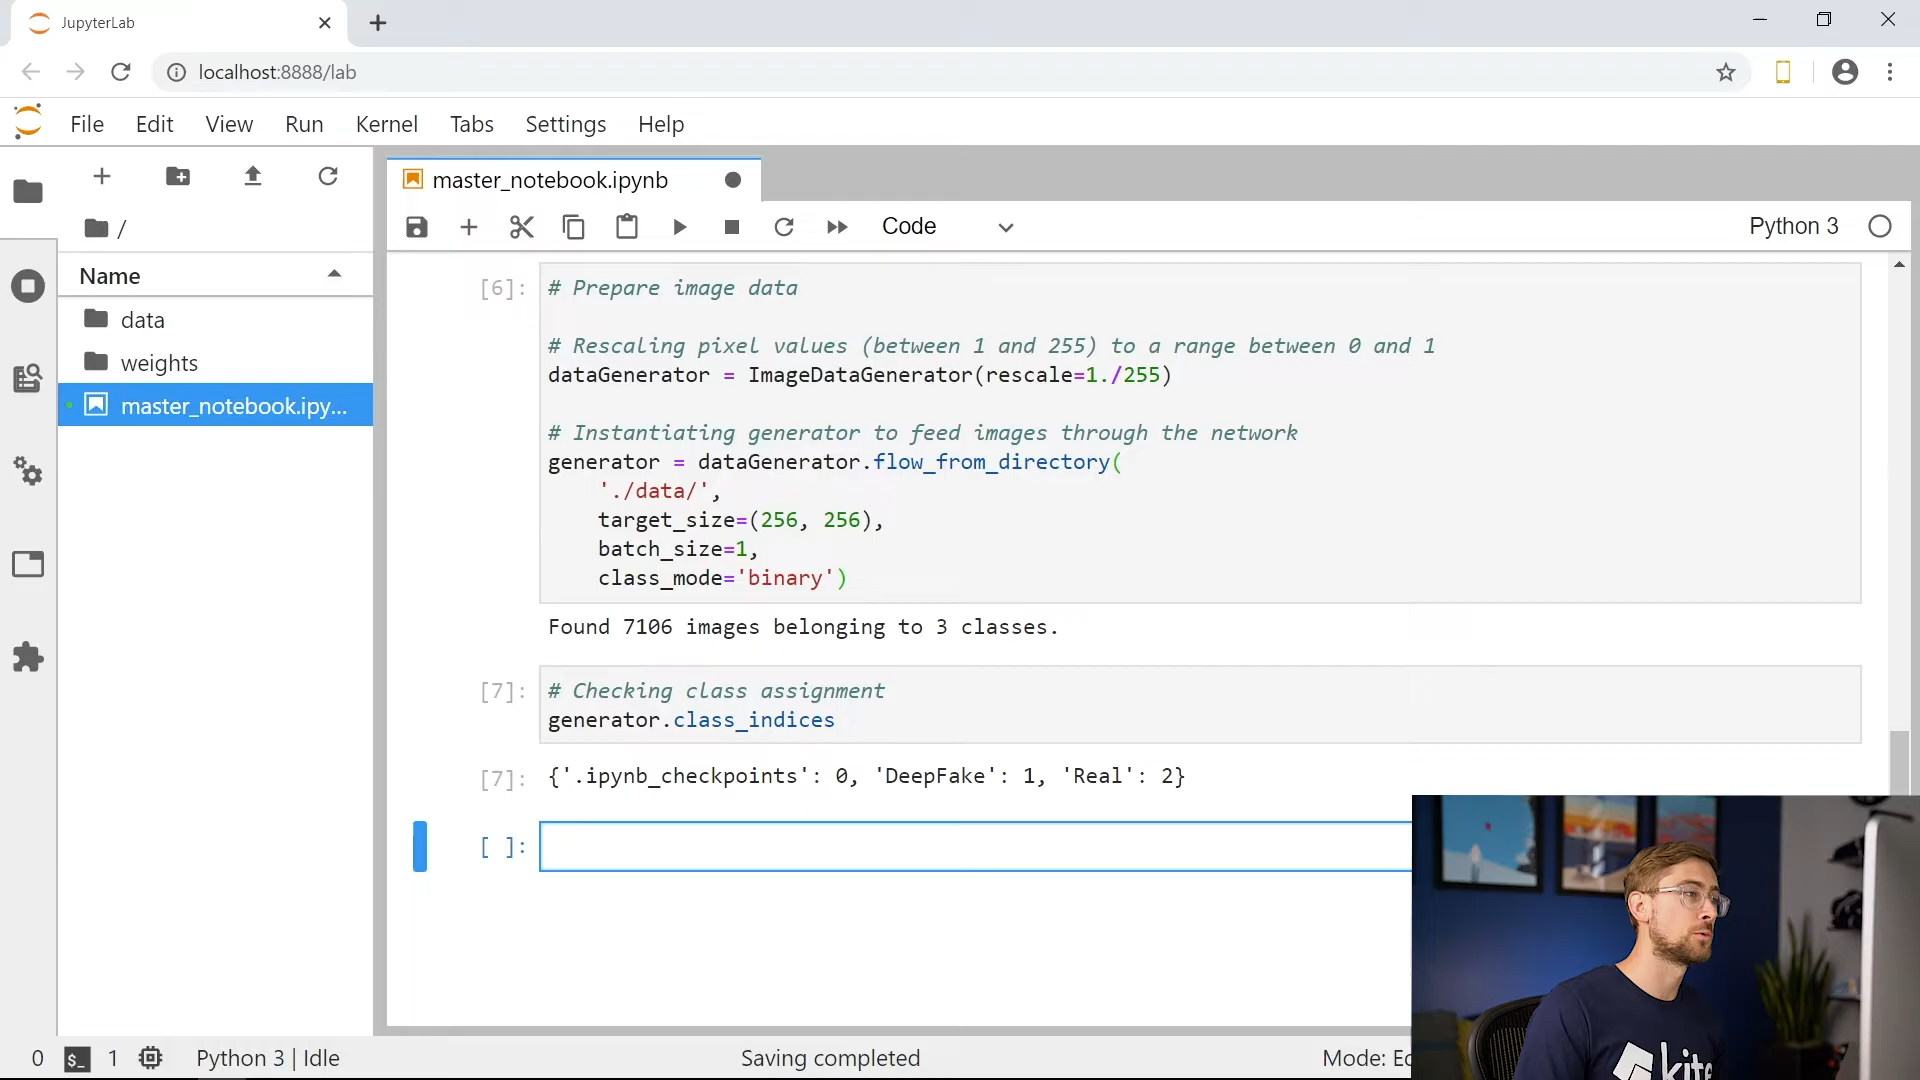 JupyterLab
localhost:8888/lab
File Edit View Run Kernel Tabs Settings Help
master_notebook.ipynb
Code
Python 3
/
Name
data
weights
master_notebook.ipy...
[6]:
# Prepare image data
# Rescaling pixel values (between 1 and 255) to a range between 0 and 1
dataGenerator = ImageDataGenerator(rescale=1./255)
# Instantiating generator to feed images through the network
generator = dataGenerator.flow_from_directory(
'./data/',
target_size=(256, 256),
batch_size=1,
class_mode='binary')
Found 7106 images belonging to 3 classes.
[7]:
# Checking class assignment
generator.class_indices
[7]:
{'.ipynb_checkpoints': 0, 'DeepFake': 1, 'Real': 2}
[ ]:
kite
0 $_ 1 Python 3 | Idle Saving completed Mode: